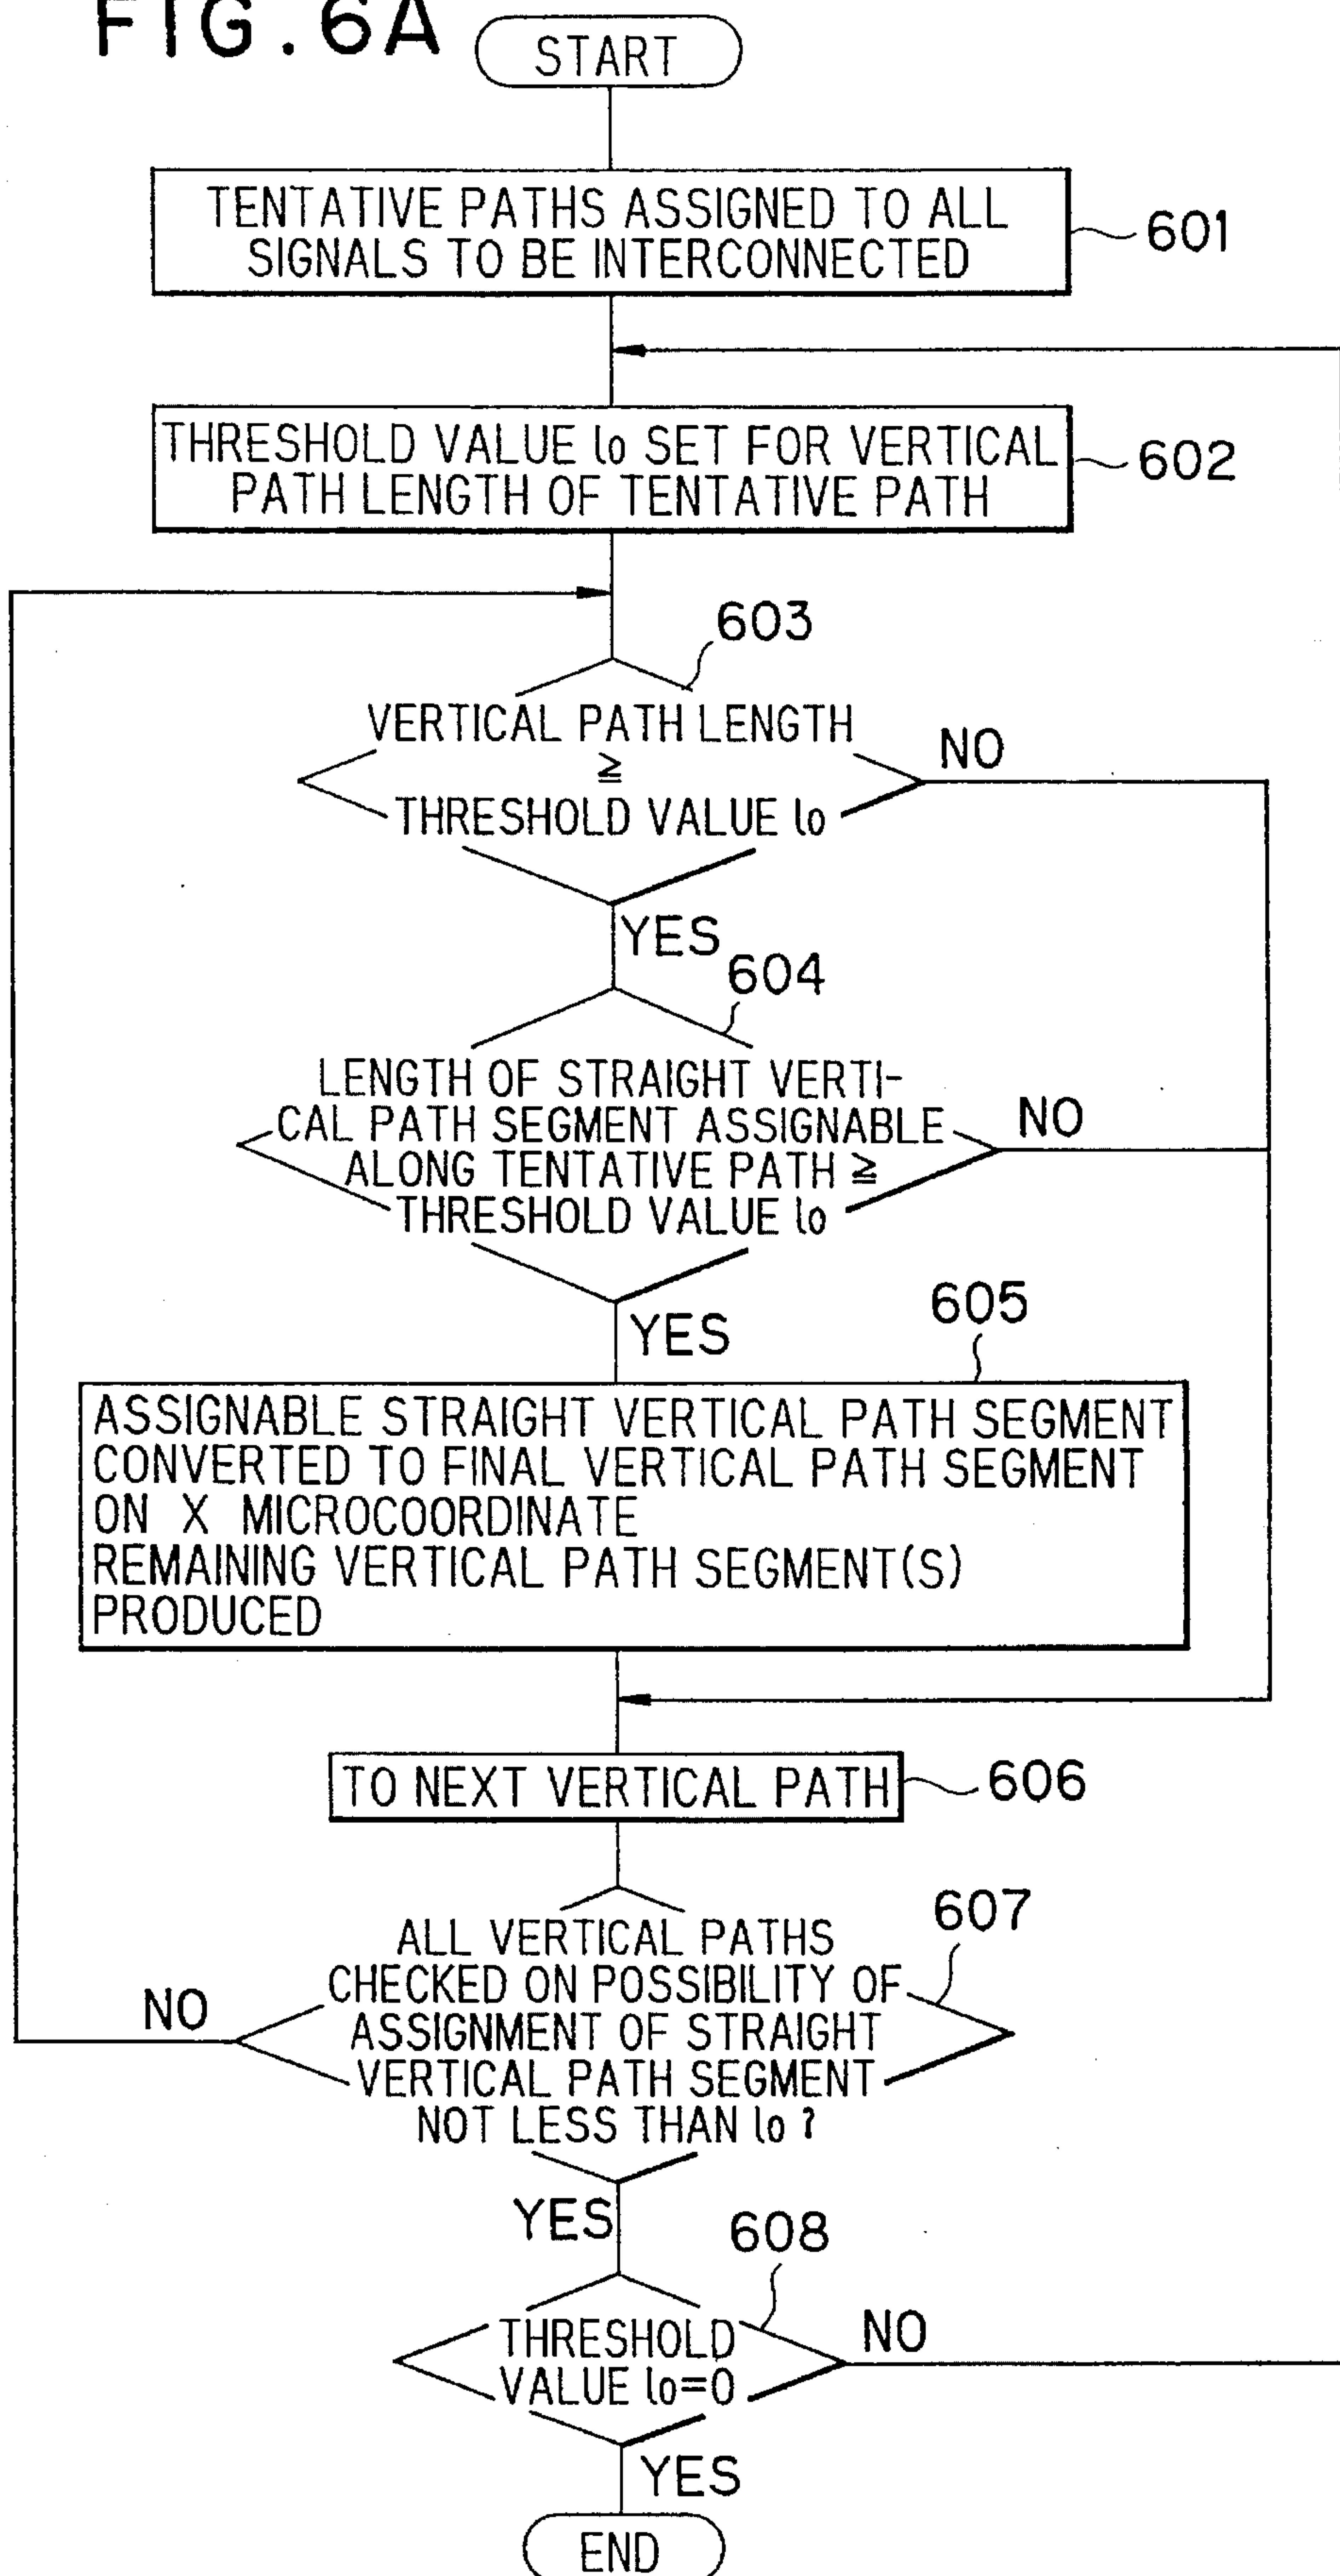 FIG.6A
START
TENTATIVE PATHS ASSIGNED TO ALL
SIGNALS TO BE INTERCONNECTED
601
THRESHOLD VALUE lo SET FOR VERTICAL
PATH LENGTH OF TENTATIVE PATH
602
603
VERTICAL PATH LENGTH
≧
THRESHOLD VALUE lo
NO
YES
604
LENGTH OF STRAIGHT VERTI-
CAL PATH SEGMENT ASSIGNABLE
ALONG TENTATIVE PATH ≧
THRESHOLD VALUE lo
NO
YES
605
ASSIGNABLE STRAIGHT VERTICAL PATH SEGMENT
CONVERTED TO FINAL VERTICAL PATH SEGMENT
ON X MICROCOORDINATE
REMAINING VERTICAL PATH SEGMENT(S)
PRODUCED
TO NEXT VERTICAL PATH
606
607
ALL VERTICAL PATHS
CHECKED ON POSSIBILITY OF
ASSIGNMENT OF STRAIGHT
VERTICAL PATH SEGMENT
NOT LESS THAN lo ?
NO
YES
608
THRESHOLD
VALUE lo=0
NO
YES
END